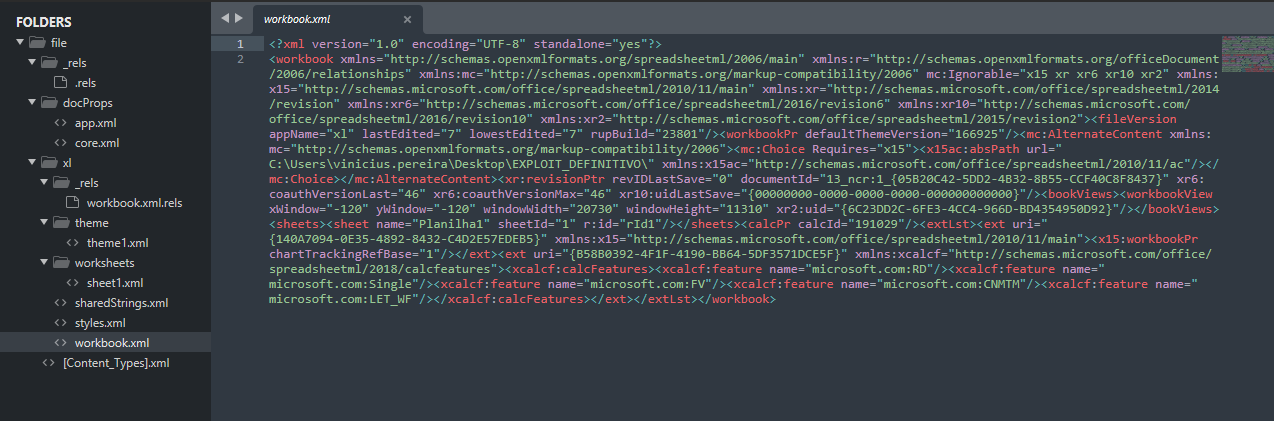 FOLDERS
file
_rels
.rels
docProps
app.xml
core.xml
xl
_rels
workbook.xml.rels
theme
theme1.xml
worksheets
sheet1.xml
sharedStrings.xml
styles.xml
workbook.xml
[Content_Types].xml
workbook.xml ×
1 <?xml version="1.0" encoding="UTF-8" standalone="yes"?>
2 <workbook xmlns="http://schemas.openxmlformats.org/spreadsheetml/2006/main" xmlns:r="http://schemas.openxmlformats.org/officeDocument
/2006/relationships" xmlns:mc="http://schemas.openxmlformats.org/markup-compatibility/2006" mc:Ignorable="x15 xr xr6 xr10 xr2" xmlns:
x15="http://schemas.microsoft.com/office/spreadsheetml/2010/11/main" xmlns:xr="http://schemas.microsoft.com/office/spreadsheetml/2014
/revision" xmlns:xr6="http://schemas.microsoft.com/office/spreadsheetml/2016/revision6" xmlns:xr10="http://schemas.microsoft.com/
office/spreadsheetml/2016/revision10" xmlns:xr2="http://schemas.microsoft.com/office/spreadsheetml/2015/revision2"><fileVersion
appName="xl" lastEdited="7" lowestEdited="7" rupBuild="23801"/><workbookPr defaultThemeVersion="166925"/><mc:AlternateContent xmlns:
mc="http://schemas.openxmlformats.org/markup-compatibility/2006"><mc:Choice Requires="x15"><x15ac:absPath url="
C:\Users\vinicius.pereira\Desktop\EXPLOIT_DEFINITIVO\" xmlns:x15ac="http://schemas.microsoft.com/office/spreadsheetml/2010/11/ac"/></
mc:Choice></mc:AlternateContent><xr:revisionPtr revIDLastSave="0" documentId="13_ncr:1_{05B20C42-5DD2-4B32-8B55-CCF40C8F8437}" xr6:
coauthVersionLast="46" xr6:coauthVersionMax="46" xr10:uidLastSave="{00000000-0000-0000-0000-000000000000}"/><bookViews><workbookView
xWindow="-120" yWindow="-120" windowWidth="20730" windowHeight="11310" xr2:uid="{6C23DD2C-6FE3-4CC4-966D-BD4354950D92}"/></bookViews>
<sheets><sheet name="Planilha1" sheetId="1" r:id="rId1"/></sheets><calcPr calcId="191029"/><extLst><ext uri="
{140A7094-0E35-4892-8432-C4D2E57EDEB5}" xmlns:x15="http://schemas.microsoft.com/office/spreadsheetml/2010/11/main"><x15:workbookPr
chartTrackingRefBase="1"/></ext><ext uri="{B58B0392-4F1F-4190-BB64-5DF3571DCE5F}" xmlns:xcalcf="http://schemas.microsoft.com/office/
spreadsheetml/2018/calcfeatures"><xcalcf:calcFeatures><xcalcf:feature name="microsoft.com:RD"/><xcalcf:feature name="
microsoft.com:Single"/><xcalcf:feature name="microsoft.com:FV"/><xcalcf:feature name="microsoft.com:CNMTM"/><xcalcf:feature name="
microsoft.com:LET_WF"/></xcalcf:calcFeatures></ext></extLst></workbook>